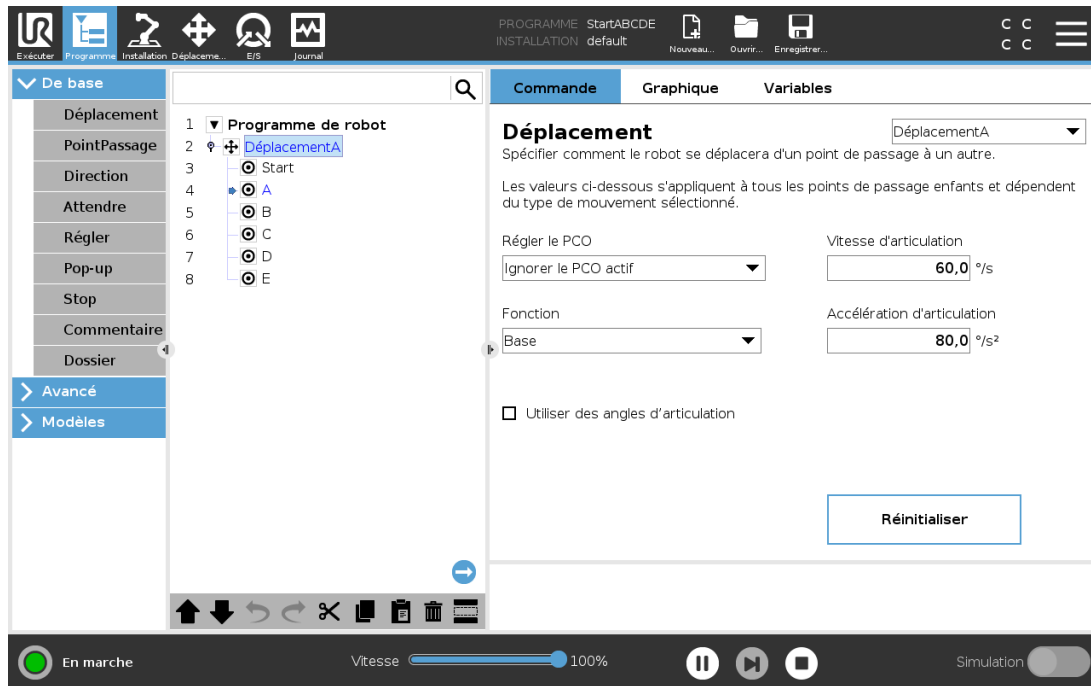 PROGRAMME StartABCDE
INSTALLATION default
Exécuter Programme Installation Déplaceme... E/S Journal Nouveau... Ouvrir... Enregistrer...
C C
C C
De base
Déplacement
PointPassage
Direction
Attendre
Régler
Pop-up
Stop
Commentaire
Dossier
Avancé
Modèles
1 Programme de robot
2 DéplacementA
3 Start
4 A
5 B
6 C
7 D
8 E
Commande Graphique Variables
Déplacement DéplacementA
Spécifier comment le robot se déplacera d'un point de passage à un autre.
Les valeurs ci-dessous s'appliquent à tous les points de passage enfants et dépendent
du type de mouvement sélectionné.
Régler le PCO Vitesse d'articulation
Ignorer le PCO actif 60,0 °/s
Fonction Accélération d'articulation
Base 80,0 °/s²
Utiliser des angles d'articulation
Réinitialiser
En marche Vitesse 100% Simulation